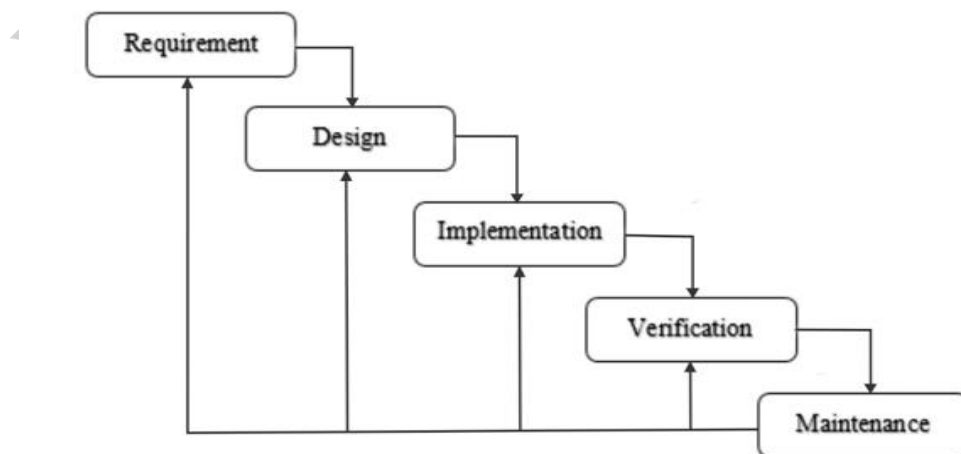 Requirement
Design
Implementation
Verification
Maintenance